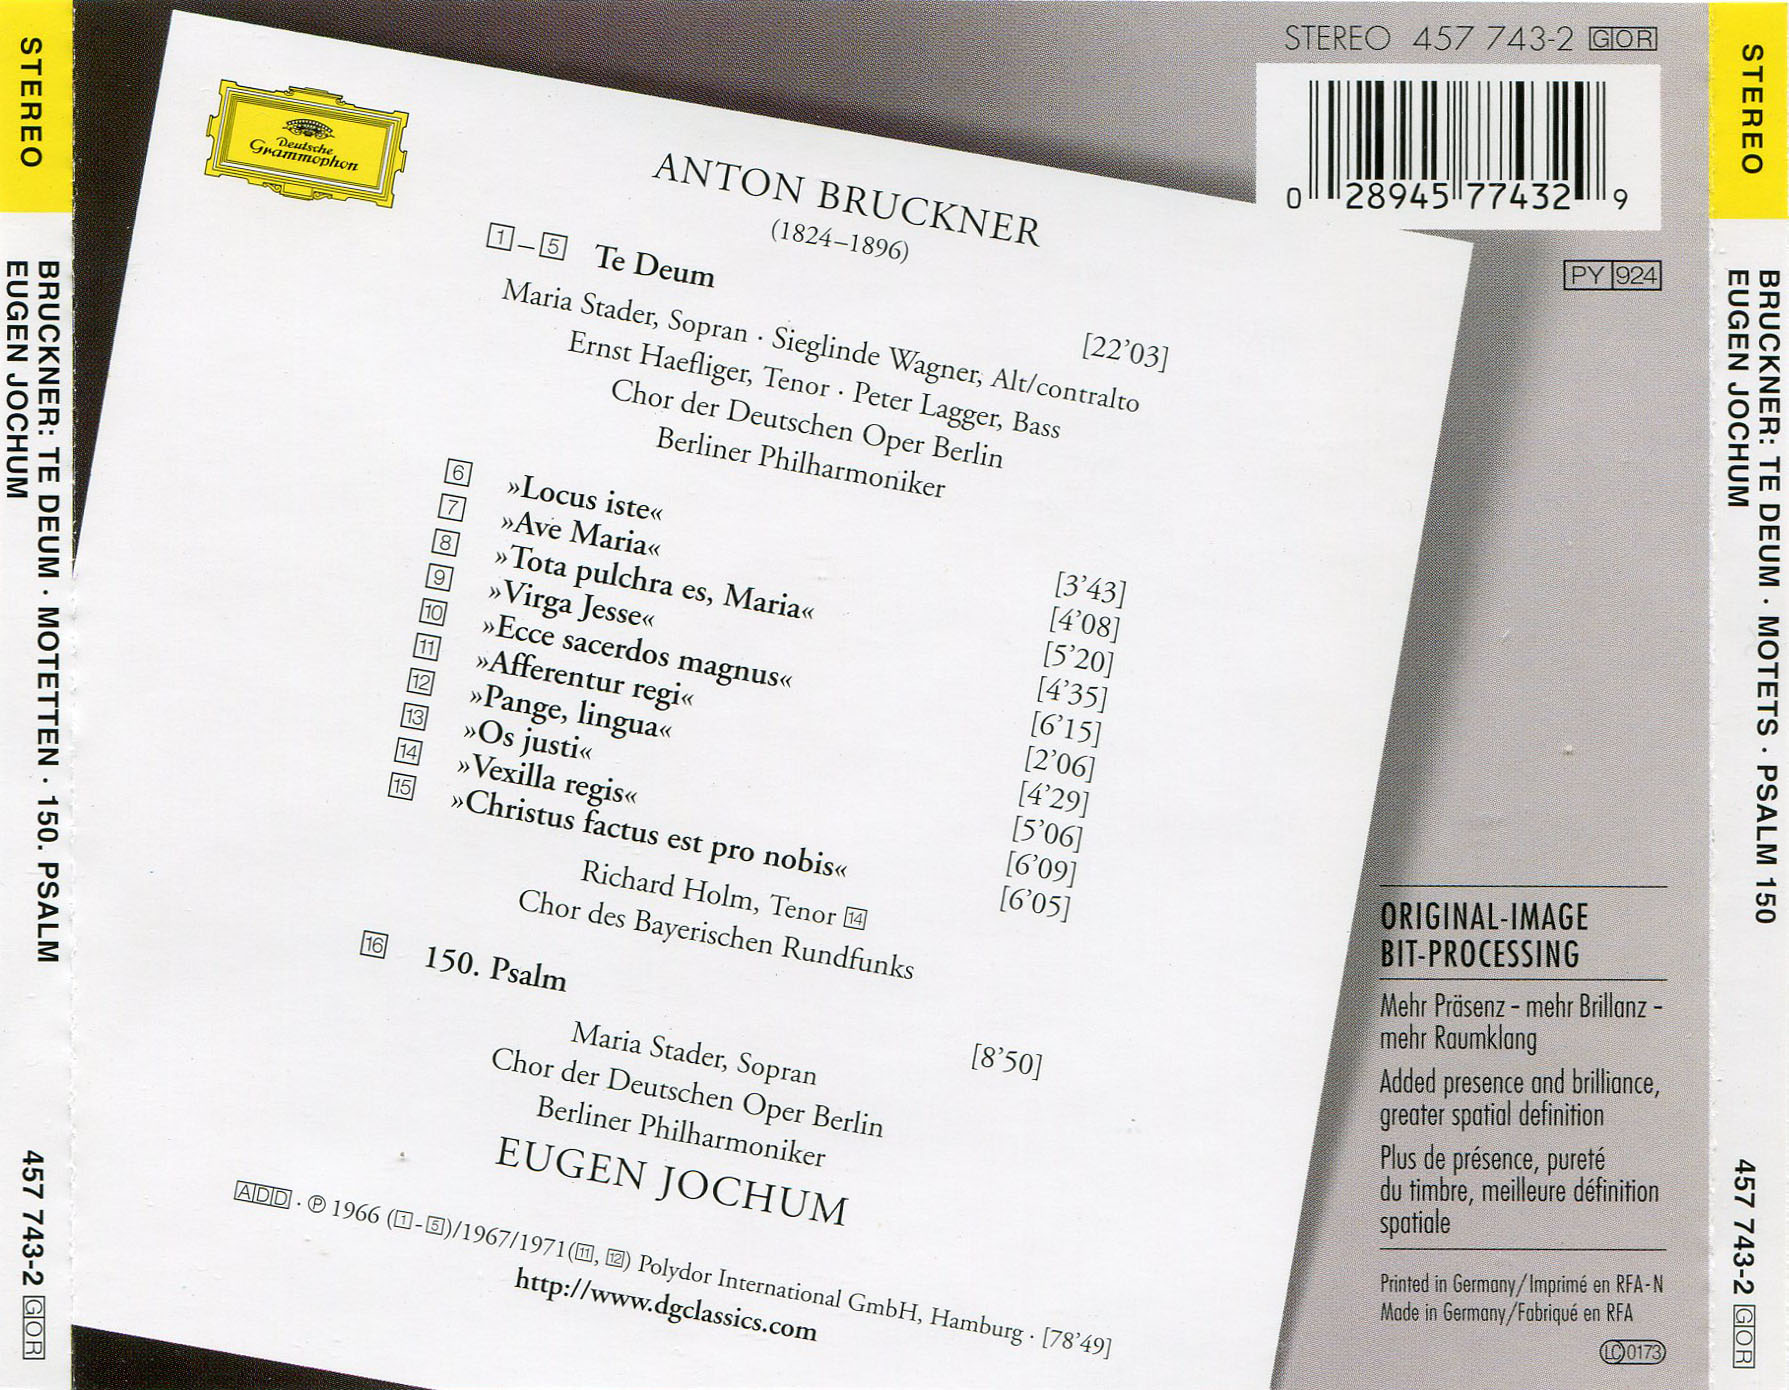 STEREO
BRUCKNER: TE DEUM · MOTETTEN · 150. PSALM
EUGEN JOCHUM
457 743-2 GOR
Deutsche
Grammophon
ANTON BRUCKNER
(1824–1896)
1 – 5 Te Deum [22’03]
Maria Stader, Sopran · Sieglinde Wagner, Alt/contralto
Ernst Haefliger, Tenor · Peter Lagger, Bass
Chor der Deutschen Oper Berlin
Berliner Philharmoniker
6 »Locus iste« [3’43]
7 »Ave Maria« [4’08]
8 »Tota pulchra es, Maria« [5’20]
9 »Virga Jesse« [4’35]
10 »Ecce sacerdos magnus« [6’15]
11 »Afferentur regi« [2’06]
12 »Pange, lingua« [4’29]
13 »Os justi« [5’06]
14 »Vexilla regis« [6’09]
15 »Christus factus est pro nobis« [6’05]
Richard Holm, Tenor 14
Chor des Bayerischen Rundfunks
16 150. Psalm [8’50]
Maria Stader, Sopran
Chor der Deutschen Oper Berlin
Berliner Philharmoniker
EUGEN JOCHUM
ADD · ℗ 1966 (1-5)/1967/1971(11, 12) Polydor International GmbH, Hamburg · [78’49]
http://www.dgclassics.com
STEREO 457 743-2 GOR
0 28945 77432 9
PY 924
ORIGINAL-IMAGE
BIT-PROCESSING
Mehr Präsenz – mehr Brillanz –
mehr Raumklang
Added presence and brilliance,
greater spatial definition
Plus de présence, pureté
du timbre, meilleure définition
spatiale
Printed in Germany/Imprimé en RFA-N
Made in Germany/Fabriqué en RFA
LC 0173
STEREO
BRUCKNER: TE DEUM · MOTETS · PSALM 150
EUGEN JOCHUM
457 743-2 GOR